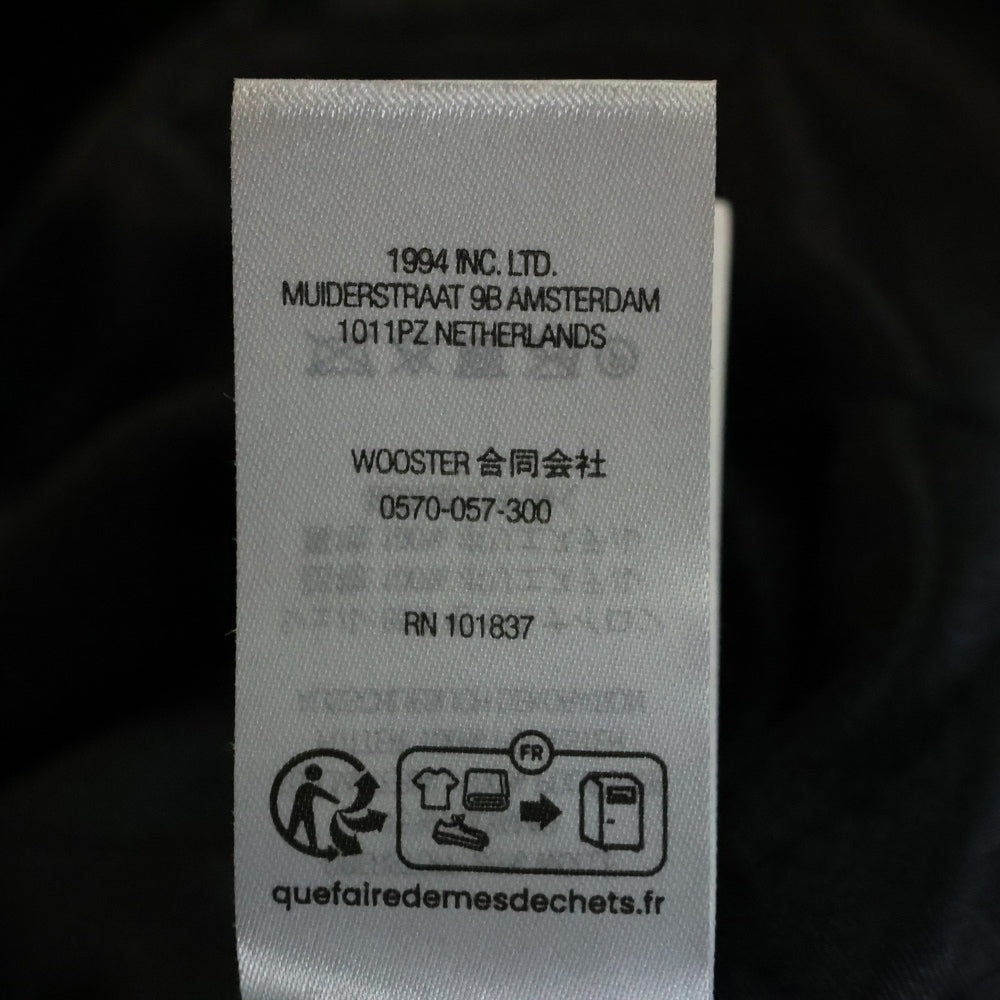 1994 INC. LTD.
MUIDERSTRAAT 9B AMSTERDAM
1011PZ NETHERLANDS
WOOSTER 合同会社
0570-057-300
RN 101837
FR
quefairedemesdechets.fr